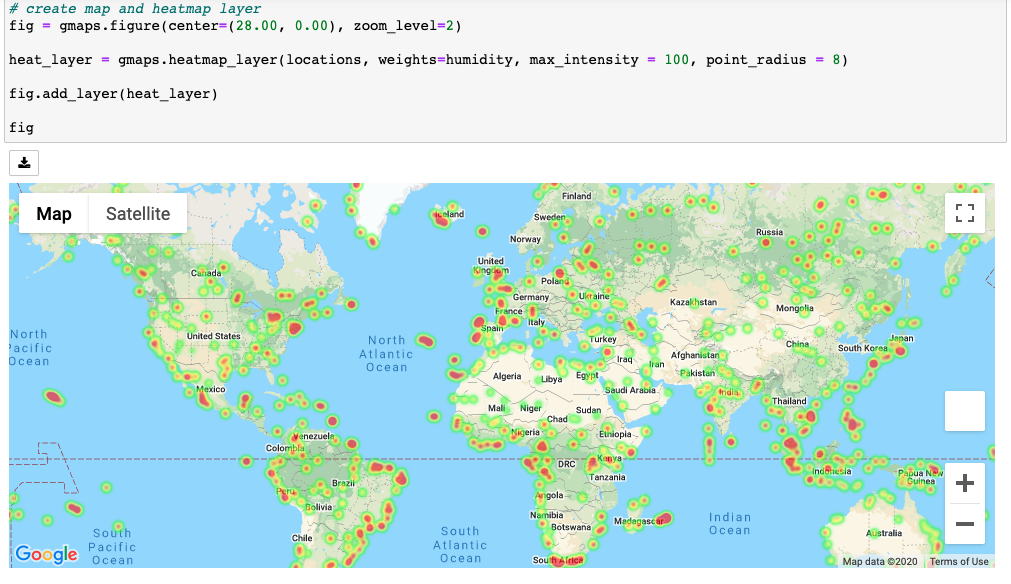 # create map and heatmap layer
fig = gmaps.figure(center=(28.00, 0.00), zoom_level=2)
heat_layer = gmaps.heatmap_layer(locations, weights=humidity, max_intensity = 100, point_radius = 8)
fig.add_layer(heat_layer)
fig
Map Satellite
Finland
Iceland
Sweden
Norway
Russia
United
Kingdom
Canada
Poland
Germany
Ukraine
Kazakhstan
Mongolia
France
North
Pacific
Ocean
United States
Spain
Italy
Turkey
China
South Korea
Japan
North
Atlantic
Ocean
Iraq
Iran
Afghanistan
Pakistan
Algeria
Libya
Egypt
Saudi Arabia
Mexico
India
Thailand
Mali
Niger
Chad
Sudan
Nigeria
Ethiopia
Venezuela
Colombia
DRC
Kenya
Tanzania
Indonesia
Papua New
Guinea
Brazil
Peru
Bolivia
Angola
Namibia
Botswana
Madagascar
Indian
Ocean
Australia
South
Pacific
Ocean
Chile
South
Atlantic
Ocean
South Africa
Google
Map data ©2020 Terms of Use